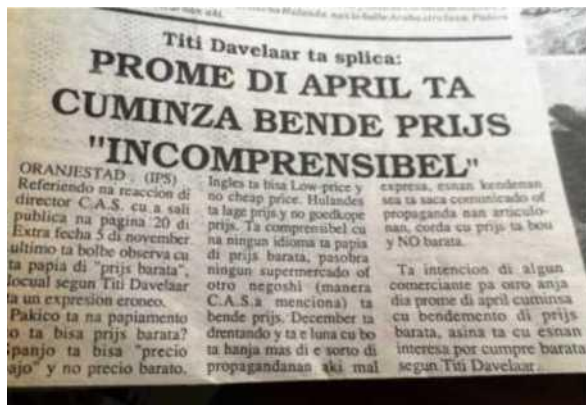 Titi Davelaar ta splica:
PROME DI APRIL TA
CUMINZA BENDE PRIJS
"INCOMPRENSIBEL"
ORANJESTAD . (IPS)
Referiendo na reaccion di
director C.A.S. cu a sali
publica na pagina 20 di
Extra fecha 5 di november
ultimo ta bolbe observa cu
ta papia di "prijs barata",
locual segun Titi Davelaar
ta un expresion eroneo.
Pakico ta na papiamento
o ta bisa prijs barata?
Spanjo ta bisa "precio
ajo" y no precio barato.
Ingles ta bisa Low-price y
no cheap price. Hulandes
ta lage prijs y no goedkope
prijs. Ta comprensibel cu
na ningun idioma ta papia
di prijs barata, pasobra
ningun supermercado of
otro negoshi (manera
C.A.S.a menciona) ta
bende prijs. December ta
drentando y ta e luna cu bo
ta hanja mas di e sorto di
propagandanan aki mal
expresa, esnan kendenan
sea ta saca comunicado of
propaganda nan articulo-
nan, corda cu prijs ta bou
y NO barata.
Ta intencion di algun
comerciante pa otro anja
dia prome di april cuminsa
cu bendemento di prijs
barata, asina ta cu esnan
interesa por cumpre barata
segun Titi Davelaar.